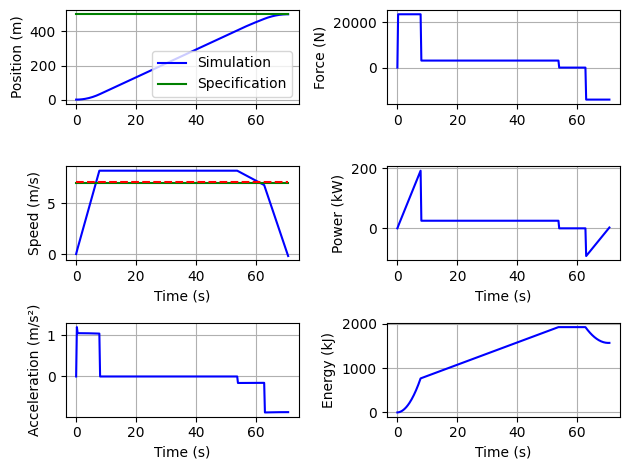 Position (m)
400
200
0
Simulation
Specification
0 20 40 60
Force (N)
20000
0
0 20 40 60
Speed (m/s)
5
0
0 20 40 60
Time (s)
Power (kW)
200
0
0 20 40 60
Time (s)
Acceleration (m/s²)
1
0
0 20 40 60
Time (s)
Energy (kJ)
2000
1000
0
0 20 40 60
Time (s)